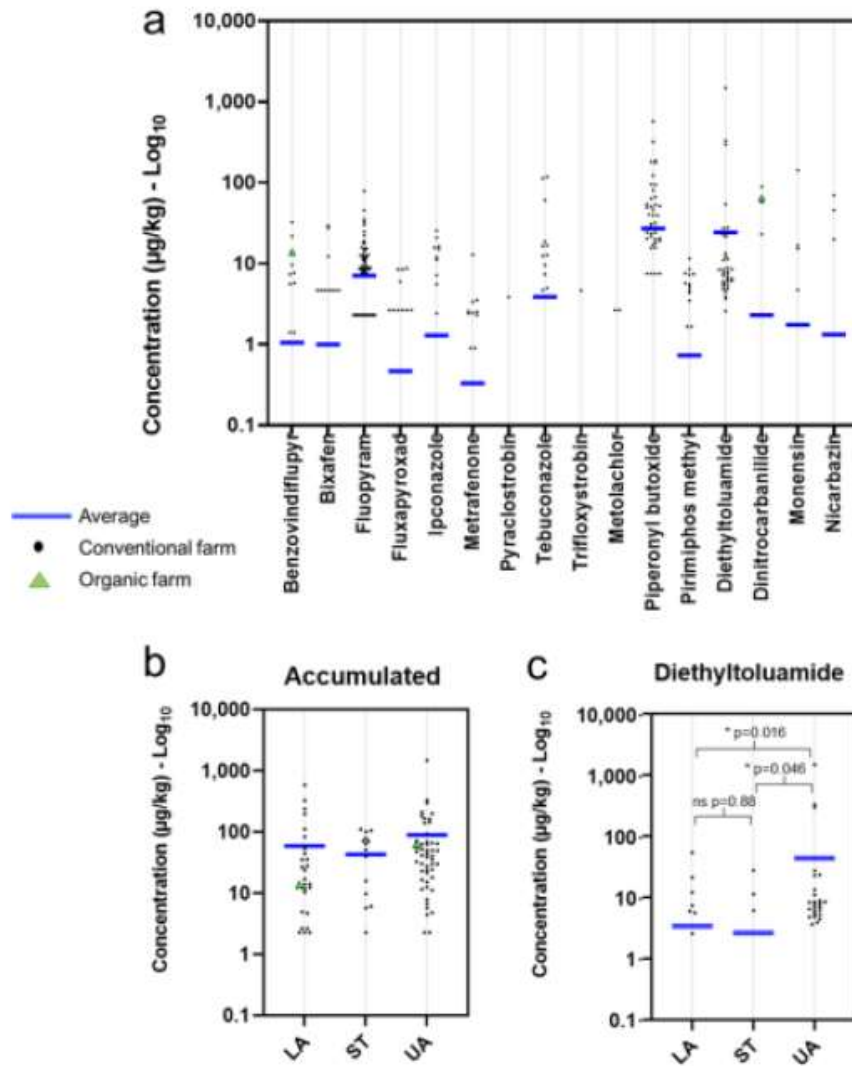 a
10,000
1,000
100
10
1
0.1
Concentration (µg/kg) - Log10
Benzovindiflupyr
Bixafen
Fluopyram
Fluxapyroxad
Ipconazole
Metrafenone
Pyraclostrobin
Tebuconazole
Trifloxystrobin
Metolachlor
Piperonyl butoxide
Pirimiphos methyl
Diethyltoluamide
Dinitrocarbanilide
Monensin
Nicarbazin
Average
Conventional farm
Organic farm
b
Accumulated
10,000
1,000
100
10
1
0.1
Concentration (µg/kg) - Log10
LA
ST
UA
c
Diethyltoluamide
10,000
1,000
100
10
1
0.1
Concentration (µg/kg) - Log10
* p=0.016
* p=0.046
ns p=0.88
LA
ST
UA